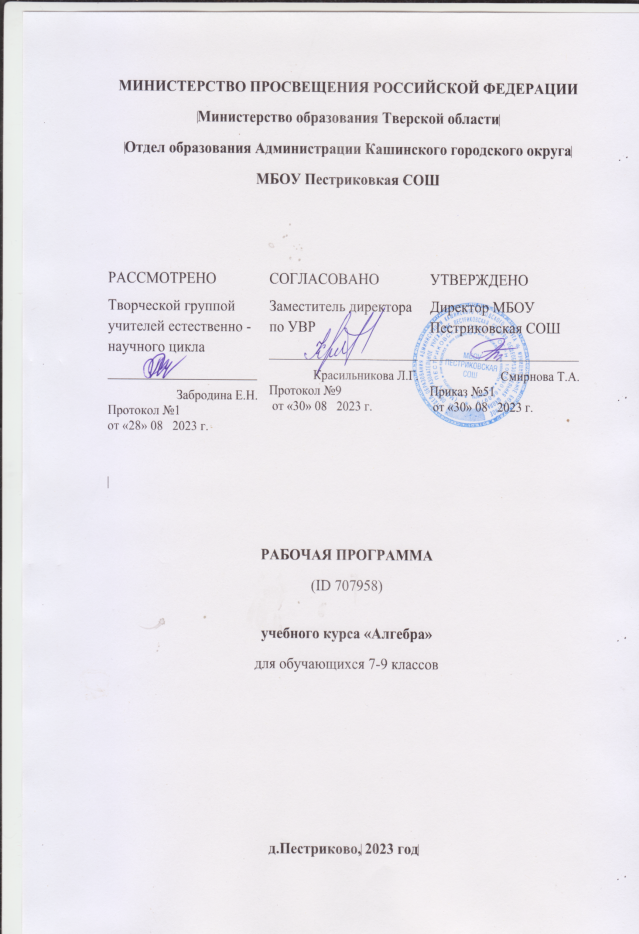 МИНИСТЕРСТВО ПРОСВЕЩЕНИЯ РОССИЙСКОЙ ФЕДЕРАЦИИ
Министерство образования Тверской области
Отдел образования Администрации Кашинского городского округа
МБОУ Пестриковкая СОШ
РАССМОТРЕНО
Творческой группой
учителей естественно -
научного цикла
Забродина Е.Н.
Протокол №1
от «28» 08 2023 г.
СОГЛАСОВАНО
Заместитель директора
по УВР
Красильникова Л.Г.
Протокол №9
от «30» 08 2023 г.
УТВЕРЖДЕНО
Директор МБОУ
Пестриковская СОШ
ПЕСТРИКОВСКАЯ
СОШ
Смирнова Т.А.
Приказ №51
от «30» 08 2023 г.
РАБОЧАЯ ПРОГРАММА
(ID 707958)
учебного курса «Алгебра»
для обучающихся 7-9 классов
д.Пестриково, 2023 год